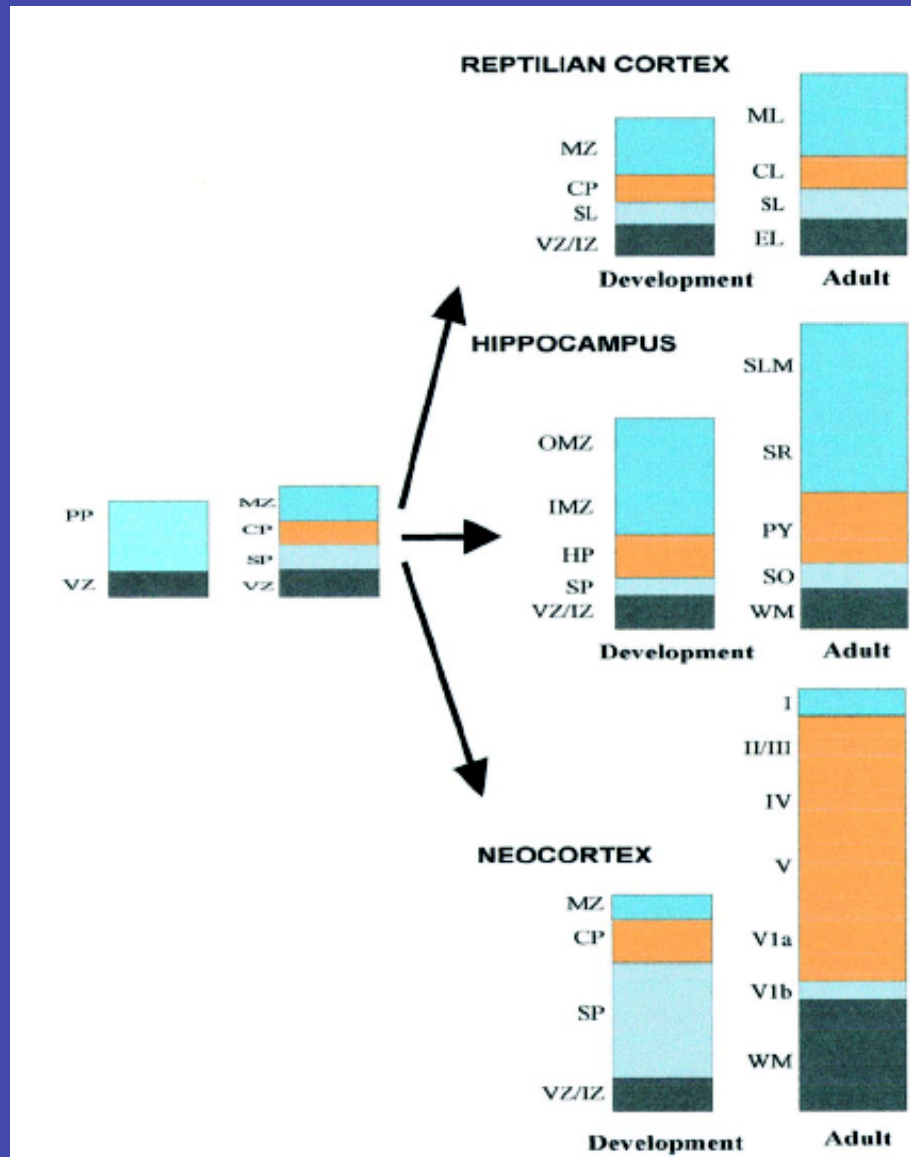 REPTILIAN CORTEX
MZ
CP
SL
VZ/IZ
Development
ML
CL
SL
EL
Adult
HIPPOCAMPUS
OMZ
IMZ
HP
SP
VZ/IZ
Development
SLM
SR
PY
SO
WM
Adult
PP
VZ
MZ
CP
SP
VZ
NEOCORTEX
MZ
CP
SP
VZ/IZ
Development
I
II/III
IV
V
V1a
V1b
WM
Adult